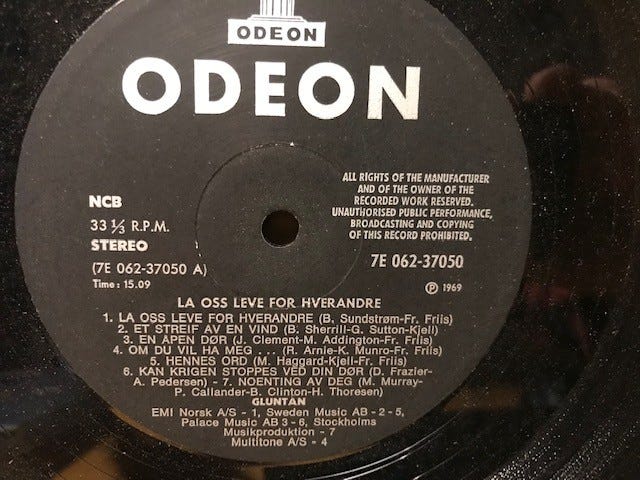 ODEON
ODEON
NCB
33 ⅓ R.P.M.
STEREO
(7E 062-37050 A)
Time : 15.09
ALL RIGHTS OF THE MANUFACTURER
AND OF THE OWNER OF THE
RECORDED WORK RESERVED.
UNAUTHORISED PUBLIC PERFORMANCE,
BROADCASTING AND COPYING
OF THIS RECORD PROHIBITED.
7E 062-37050
Ⓟ 1969
LA OSS LEVE FOR HVERANDRE
1. LA OSS LEVE FOR HVERANDRE (B. Sundstrøm-Fr. Friis)
2. ET STREIF AV EN VIND (B. Sherrill-G. Sutton-Kjell)
3. EN ÅPEN DØR (J. Clement-M. Addington-Fr. Friis)
4. OM DU VIL HA MEG . . . (R. Arnie-K. Munro-Fr. Friis)
5. HENNES ORD (M. Haggard-Kjell-Fr. Friis)
6. KAN KRIGEN STOPPES VED DIN DØR (D. Frazier-
A. Pedersen) - 7. NOENTING AV DEG (M. Murray-
P. Callander-B. Clinton-H. Thoresen)
GLUNTAN
EMI Norsk A/S - 1, Sweden Music AB - 2 - 5,
Palace Music AB 3 - 6, Stockholms
Musikproduktion - 7
Multitone A/S - 4